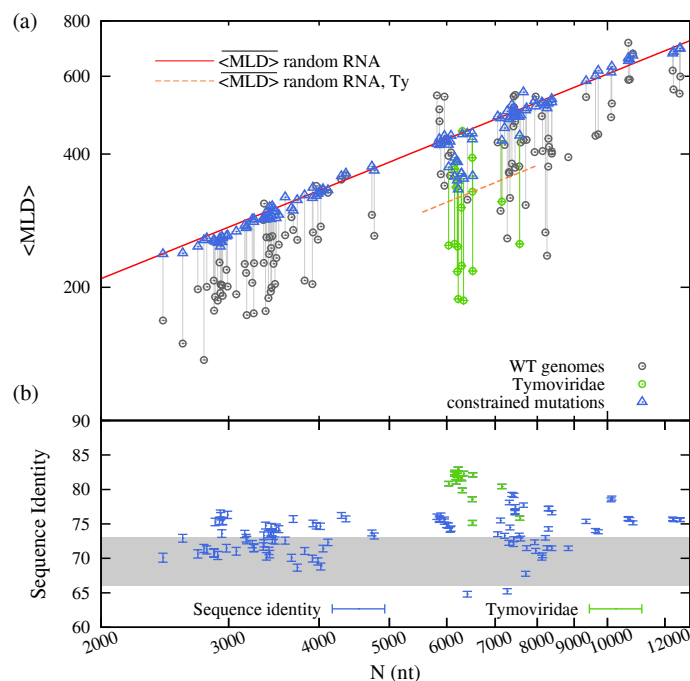 (a)
800
600
400
200
<MLD>
<MLD> random RNA
<MLD> random RNA, Ty
WT genomes
Tymoviridae
constrained mutations
(b)
90
85
80
75
70
65
60
Sequence Identity
Sequence identity
Tymoviridae
2000
3000
4000
5000
6000
7000
8000
9000
10000
12000
N (nt)